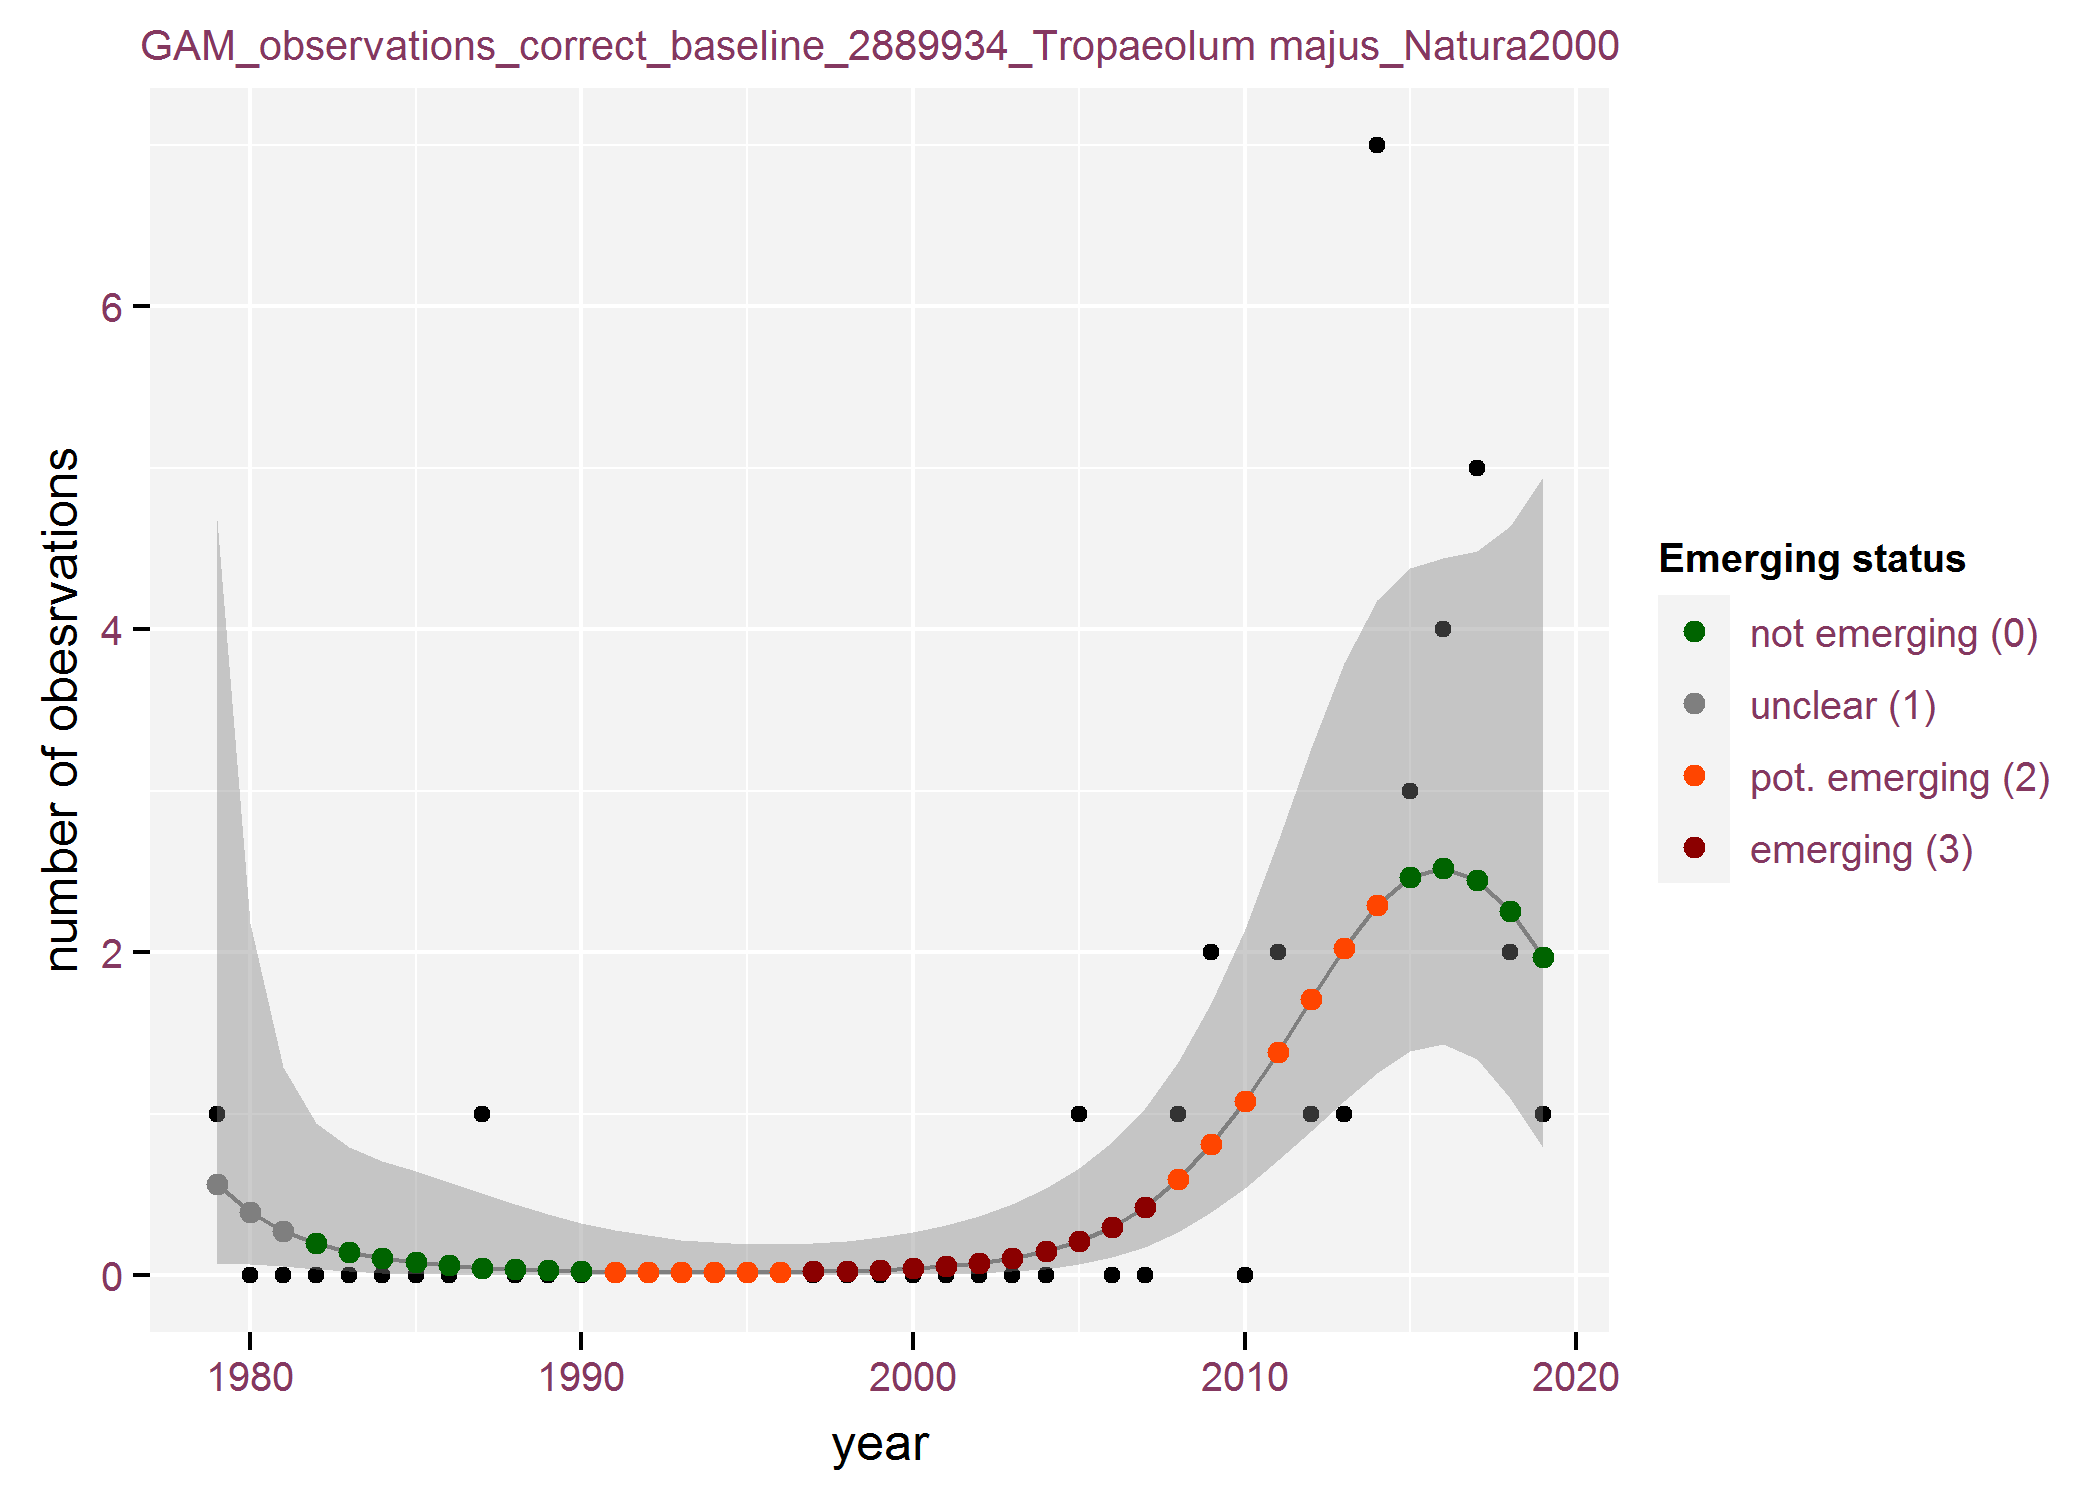 GAM_observations_correct_baseline_2889934_Tropaeolum majus_Natura2000
number of obesrvations
6
4
2
0
1980
1990
2000
2010
2020
year
Emerging status
not emerging (0)
unclear (1)
pot. emerging (2)
emerging (3)